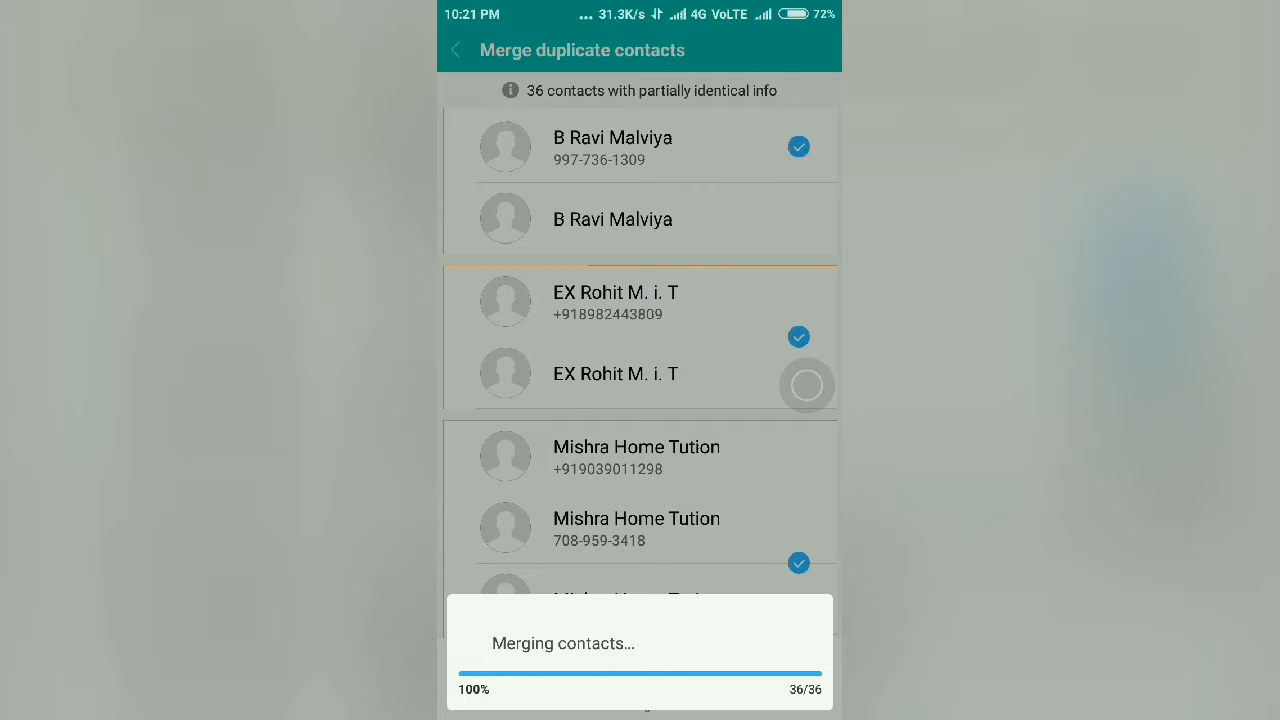 10:21 PM ... 31.3K/s 4G VoLTE 72%
Merge duplicate contacts
36 contacts with partially identical info
B Ravi Malviya
997-736-1309
B Ravi Malviya
EX Rohit M. i. T
+918982443809
EX Rohit M. i. T
Mishra Home Tution
+919039011298
Mishra Home Tution
708-959-3418
Merging contacts...
100% 36/36